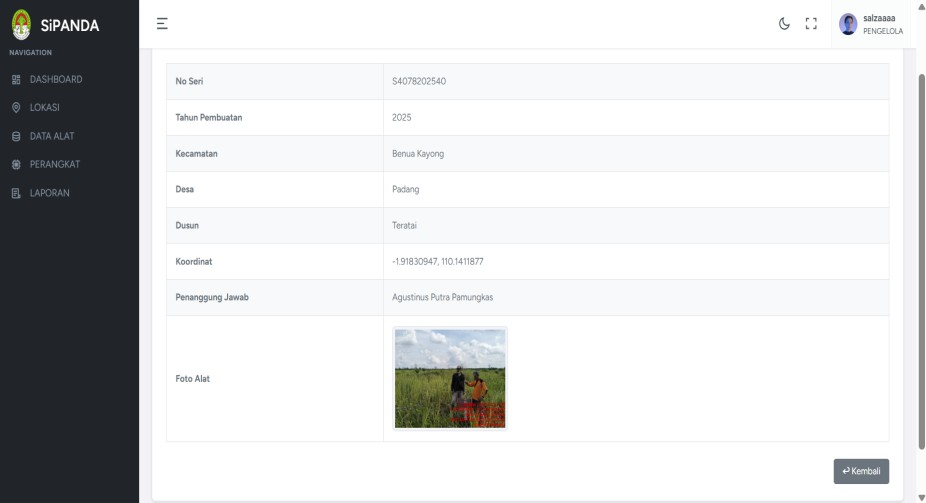 SiPANDA
salzaaaa
PENGELOLA
NAVIGATION
DASHBOARD
LOKASI
DATA ALAT
PERANGKAT
LAPORAN
No Seri S4078202540
Tahun Pembuatan 2025
Kecamatan Benua Kayong
Desa Padang
Dusun Teratai
Koordinat -1.91830947, 110.1411877
Penanggung Jawab Agustinus Putra Pamungkas
Foto Alat
Kembali